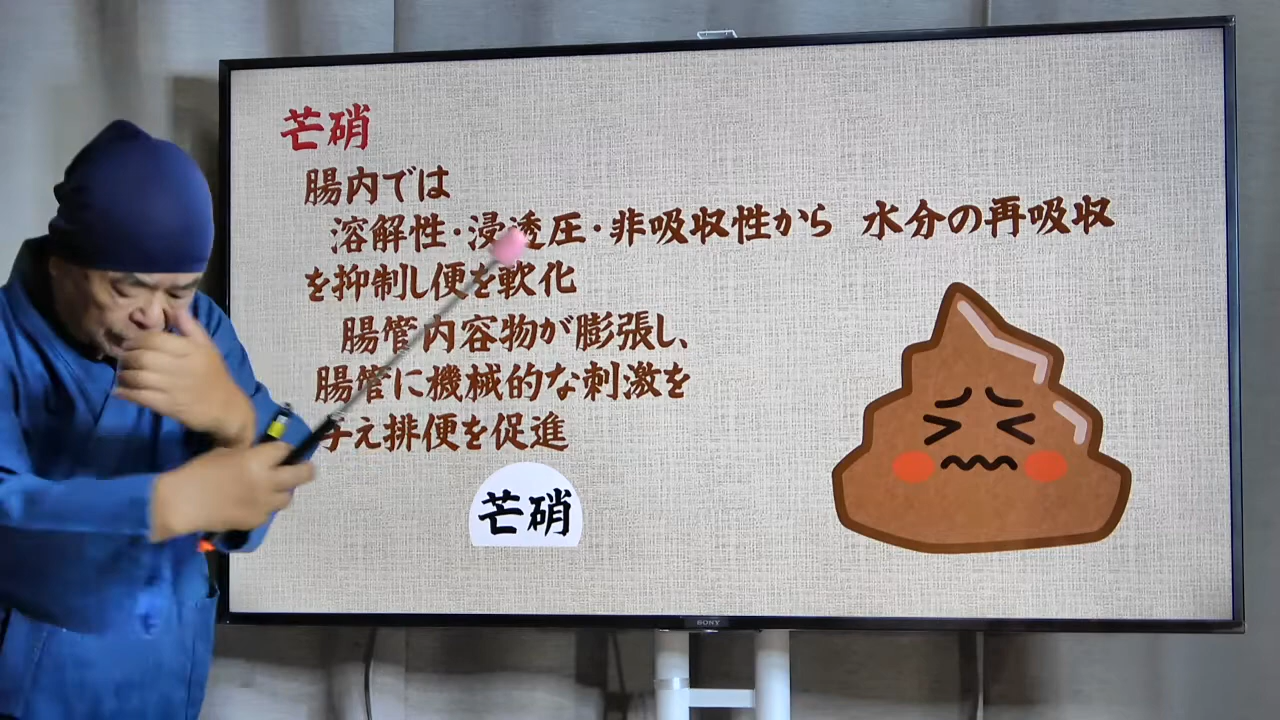 芒硝
腸内では
溶解性・浸透圧・非吸収性から 水分の再吸収
を抑制し便を軟化
腸管内容物が膨張し、
腸管に機械的な刺激を
与え排便を促進
芒硝
SONY